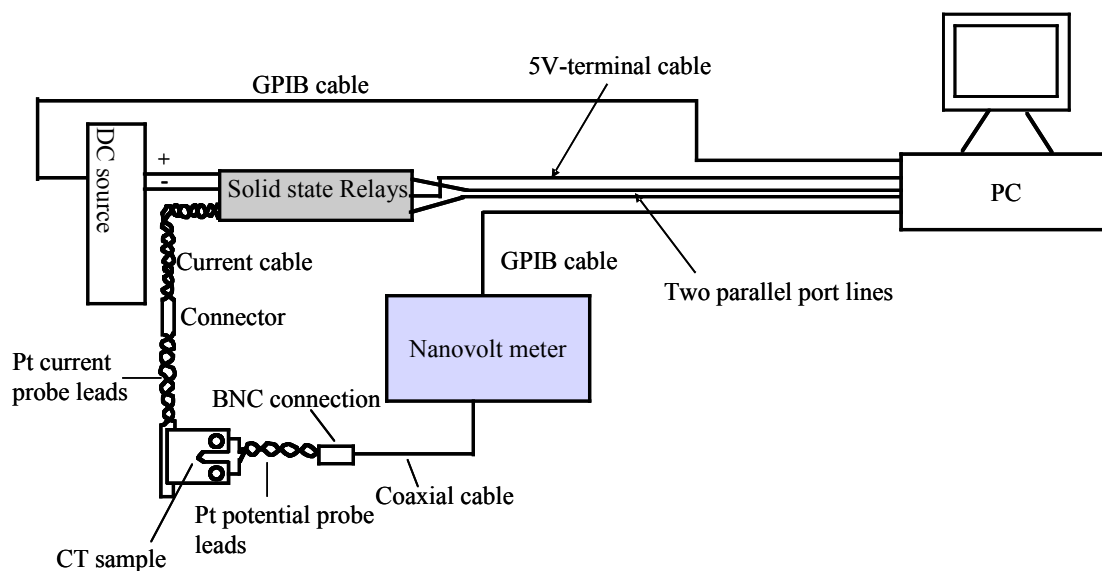 5V-terminal cable
GPIB cable
DC source
+
-
Solid state Relays
PC
Current cable
GPIB cable
Two parallel port lines
Connector
Nanovolt meter
Pt current
probe leads
BNC connection
Coaxial cable
Pt potential probe
leads
CT sample